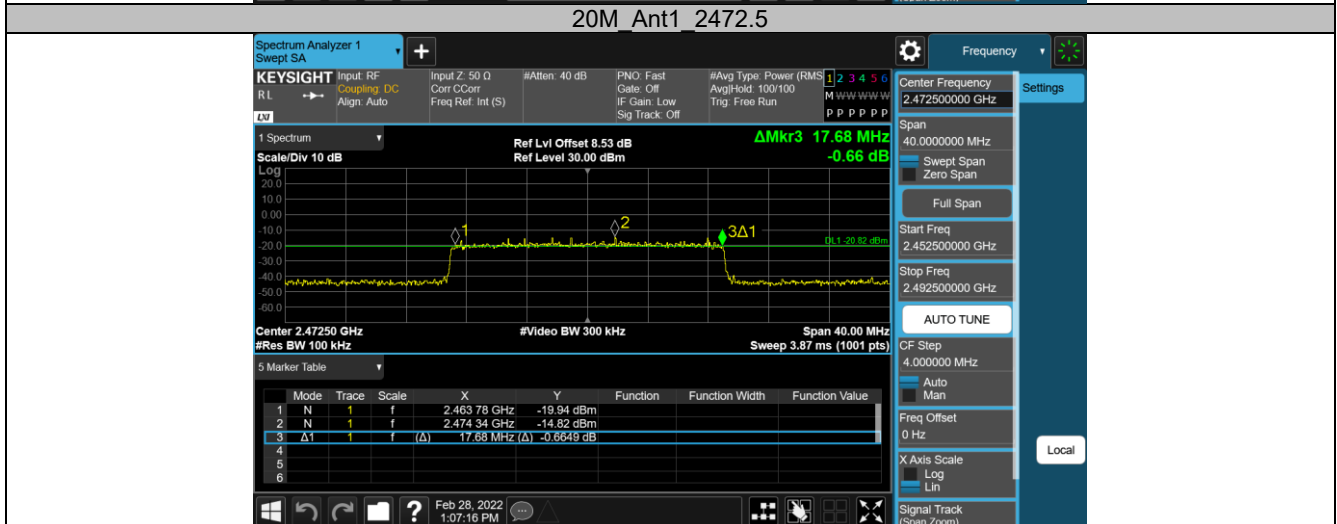 20M_Ant1_2472.5
Spectrum Analyzer 1
Swept SA
+
Frequency
KEYSIGHT
RL
LXI
Input: RF
Coupling: DC
Align: Auto
Input Z: 50 Ω
Corr CCorr
Freq Ref: Int (S)
#Atten: 40 dB
PNO: Fast
Gate: Off
IF Gain: Low
Sig Track: Off
#Avg Type: Power (RMS
Avg|Hold: 100/100
Trig: Free Run
1 2 3 4 5 6
M W W W W W
P P P P P P
1 Spectrum
Scale/Div 10 dB
Ref Lvl Offset 8.53 dB
Ref Level 30.00 dBm
ΔMkr3 17.68 MHz
-0.66 dB
Log
20.0
10.0
0.00
-10.0
-20.0
-30.0
-40.0
-50.0
-60.0
1
2
3Δ1
DL1 -20.82 dBm
Center 2.47250 GHz
#Video BW 300 kHz
Span 40.00 MHz
#Res BW 100 kHz
Sweep 3.87 ms (1001 pts)
5 Marker Table
Mode Trace Scale X Y Function Function Width Function Value
1 N 1 f 2.463 78 GHz -19.94 dBm
2 N 1 f 2.474 34 GHz -14.82 dBm
3 Δ1 1 f (Δ) 17.68 MHz (Δ) -0.6649 dB
4
5
6
Feb 28, 2022
1:07:16 PM
?
Center Frequency
2.472500000 GHz
Settings
Span
40.0000000 MHz
Swept Span
Zero Span
Full Span
Start Freq
2.452500000 GHz
Stop Freq
2.492500000 GHz
AUTO TUNE
CF Step
4.000000 MHz
Auto
Man
Freq Offset
0 Hz
X Axis Scale
Log
Lin
Local
Signal Track
(Span Zoom)